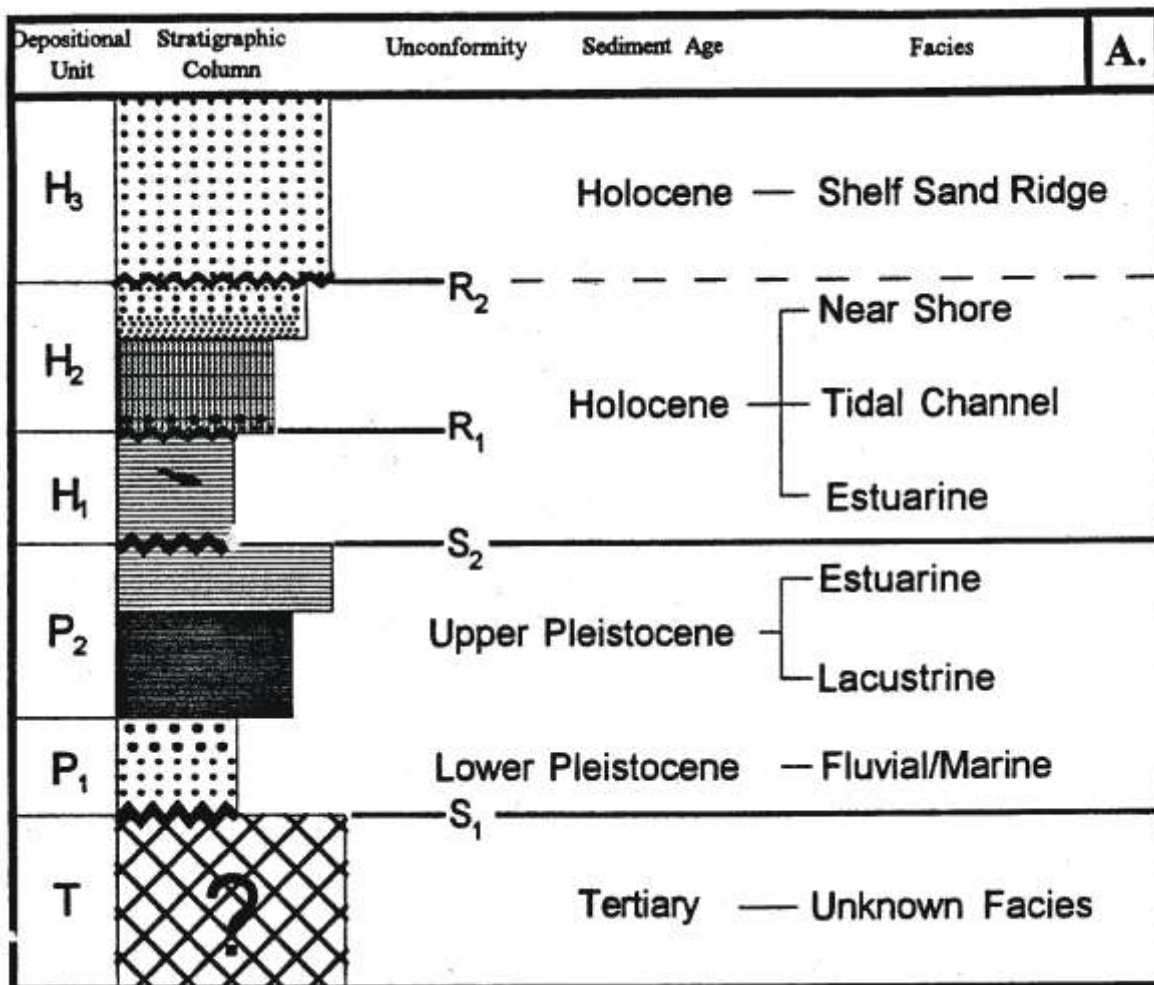 Depositional Unit Stratigraphic Column Unconformity Sediment Age Facies A.
H3 Holocene — Shelf Sand Ridge
R2
Near Shore
H2 Holocene Tidal Channel
R1
H1 Estuarine
S2
Estuarine
P2 Upper Pleistocene
Lacustrine
P1 Lower Pleistocene — Fluvial/Marine
S1
?
T Tertiary — Unknown Facies